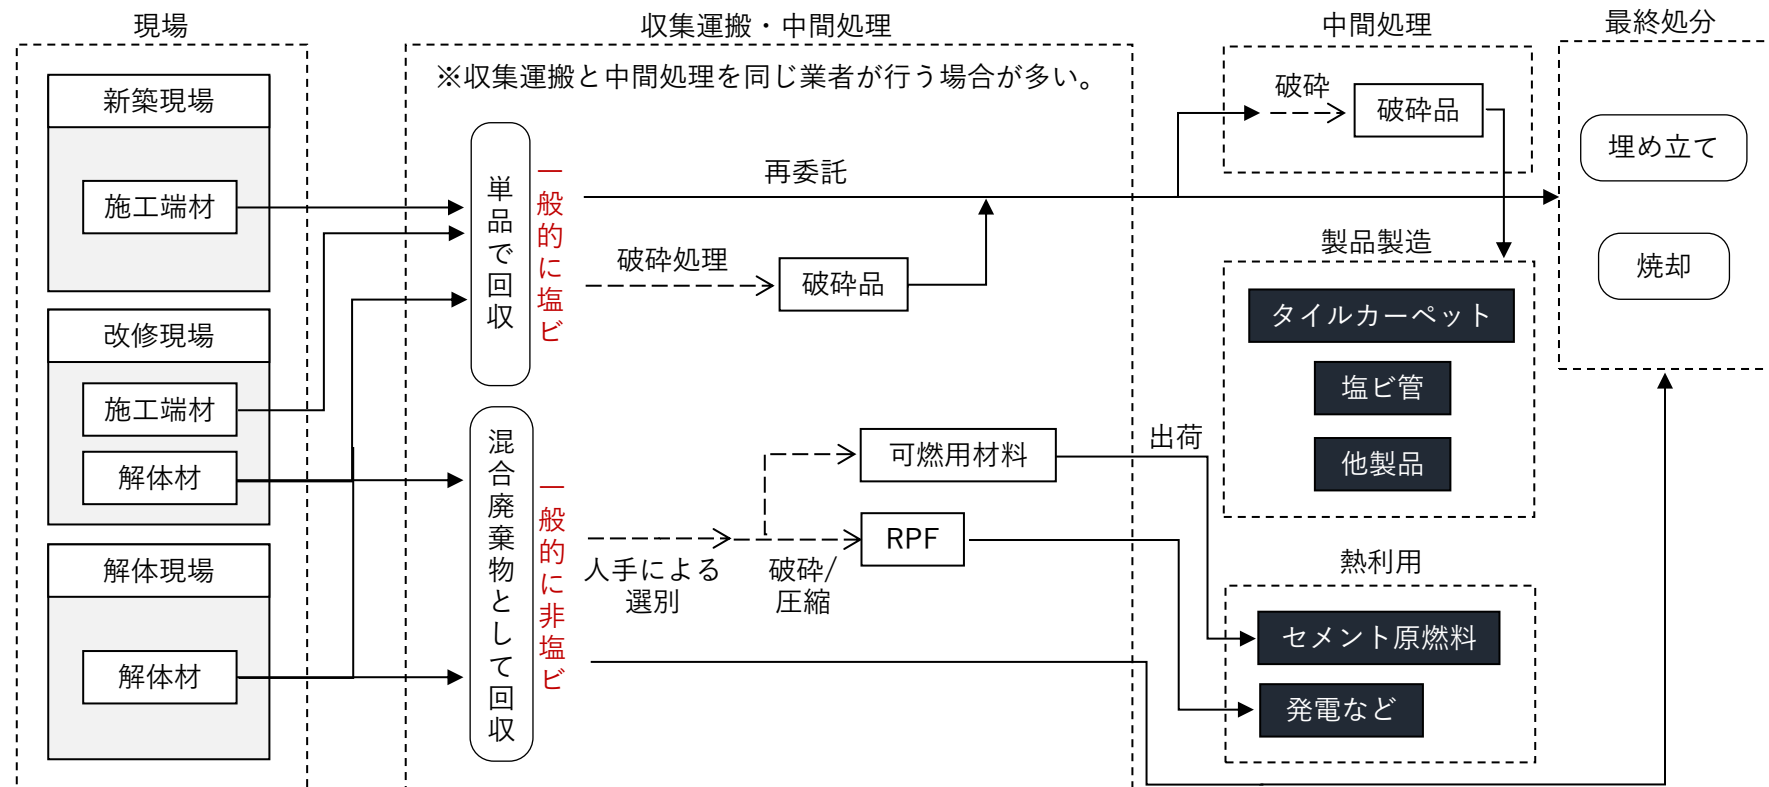 現場
新築現場
施工端材
改修現場
施工端材
解体材
解体現場
解体材
収集運搬・中間処理
※収集運搬と中間処理を同じ業者が行う場合が多い。
単品で回収
一般的に塩ビ
再委託
破砕処理
破砕品
混合廃棄物として回収
一般的に非塩ビ
人手による
選別
破砕/
圧縮
可燃用材料
RPF
出荷
中間処理
破砕
破砕品
製品製造
タイルカーペット
塩ビ管
他製品
熱利用
セメント原燃料
発電など
最終処分
埋め立て
焼却